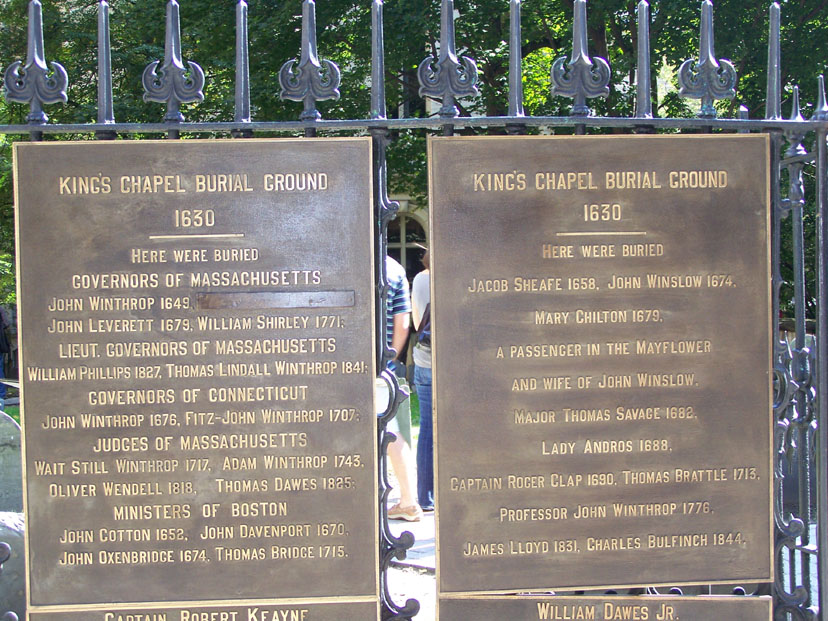 KING'S CHAPEL BURIAL GROUND
1630
HERE WERE BURIED
GOVERNORS OF MASSACHUSETTS
JOHN WINTHROP 1649,
JOHN LEVERETT 1679, WILLIAM SHIRLEY 1771;
LIEUT. GOVERNORS OF MASSACHUSETTS
WILLIAM PHILLIPS 1827, THOMAS LINDALL WINTHROP 1841;
GOVERNORS OF CONNECTICUT
JOHN WINTHROP 1676, FITZ-JOHN WINTHROP 1707;
JUDGES OF MASSACHUSETTS
WAIT STILL WINTHROP 1717, ADAM WINTHROP 1743,
OLIVER WENDELL 1818, THOMAS DAWES 1825;
MINISTERS OF BOSTON
JOHN COTTON 1652, JOHN DAVENPORT 1670,
JOHN OXENBRIDGE 1674, THOMAS BRIDGE 1715.
CAPTAIN ROBERT KEAYNE
KING'S CHAPEL BURIAL GROUND
1630
HERE WERE BURIED
JACOB SHEAFE 1658, JOHN WINSLOW 1674,
MARY CHILTON 1679,
A PASSENGER IN THE MAYFLOWER
AND WIFE OF JOHN WINSLOW,
MAJOR THOMAS SAVAGE 1682,
LADY ANDROS 1688,
CAPTAIN ROGER CLAP 1690, THOMAS BRATTLE 1713,
PROFESSOR JOHN WINTHROP 1776,
JAMES LLOYD 1831, CHARLES BULFINCH 1844,
WILLIAM DAWES JR.